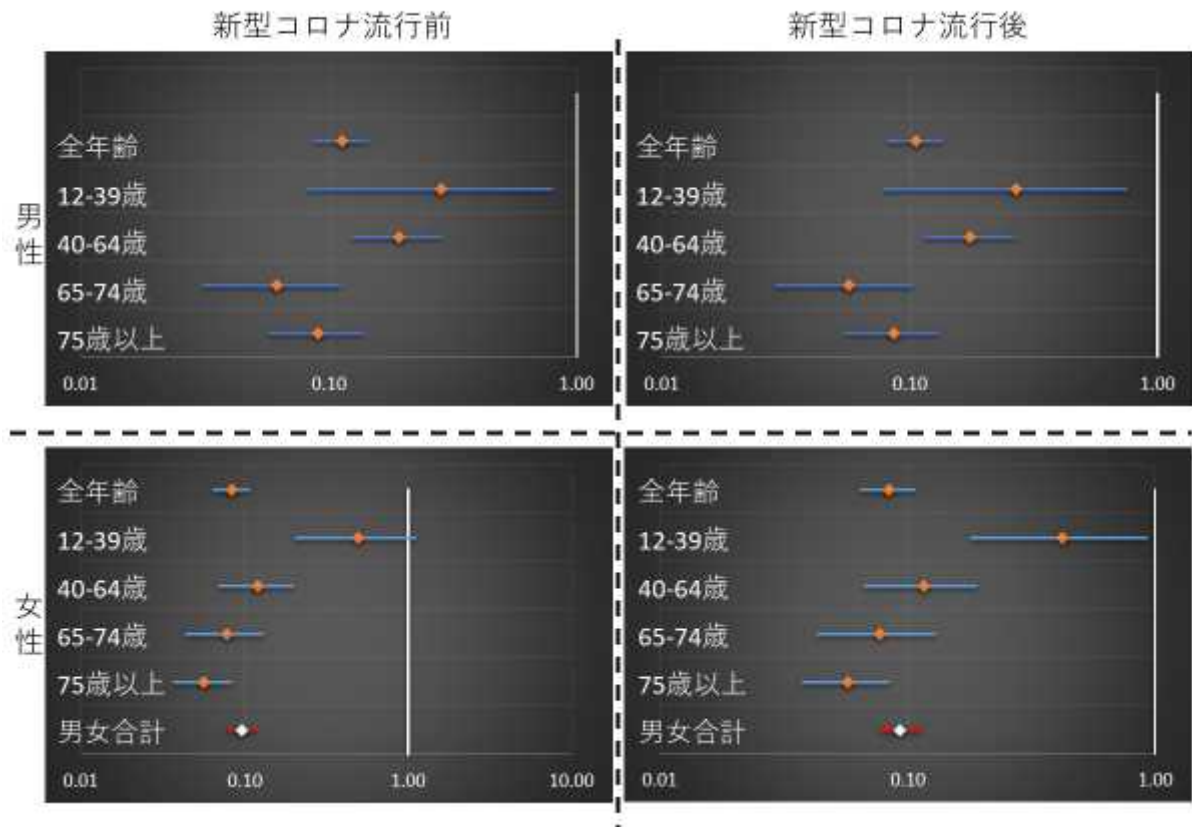 新型コロナ流行前
新型コロナ流行後
男性
全年齢
12-39歳
40-64歳
65-74歳
75歳以上
0.01 0.10 1.00
全年齢
12-39歳
40-64歳
65-74歳
75歳以上
0.01 0.10 1.00
女性
全年齢
12-39歳
40-64歳
65-74歳
75歳以上
男女合計
0.01 0.10 1.00 10.00
全年齢
12-39歳
40-64歳
65-74歳
75歳以上
男女合計
0.01 0.10 1.00